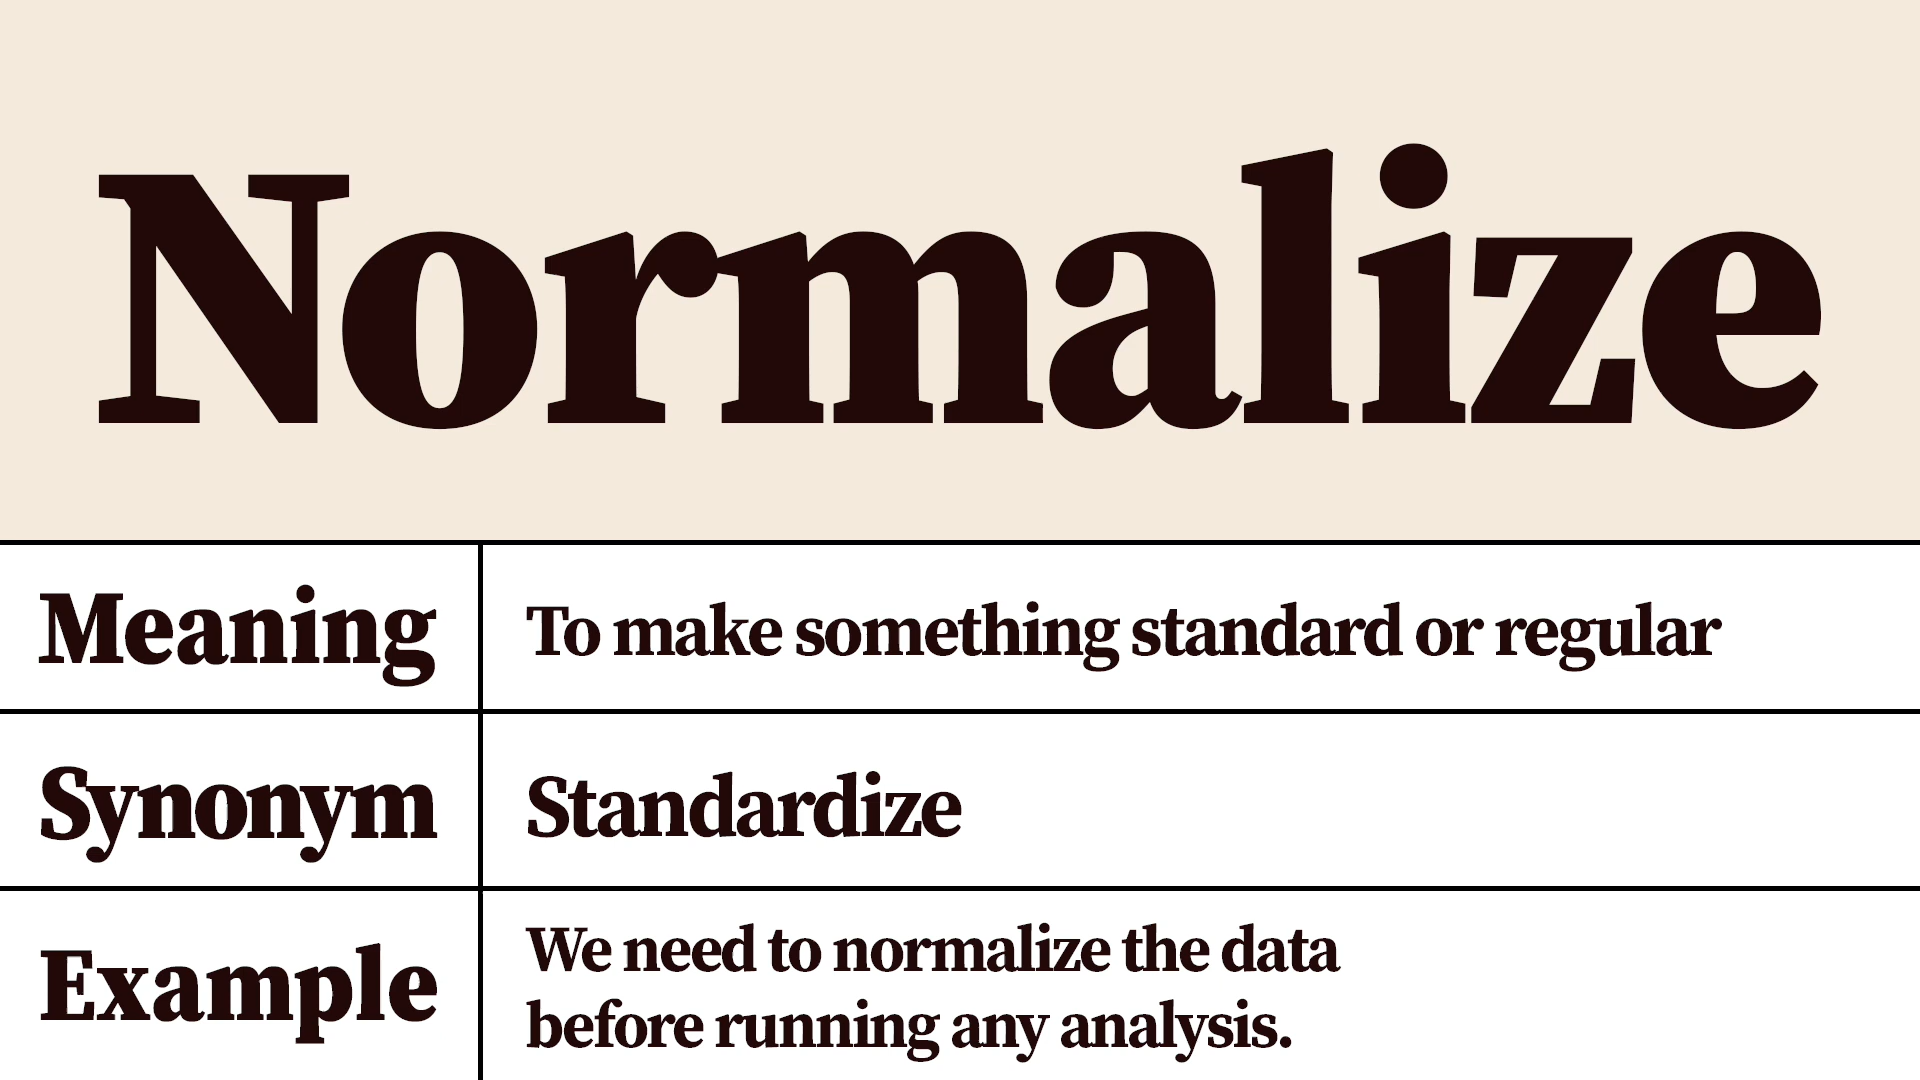 Normalize
Meaning
To make something standard or regular
Synonym
Standardize
Example
We need to normalize the data
before running any analysis.